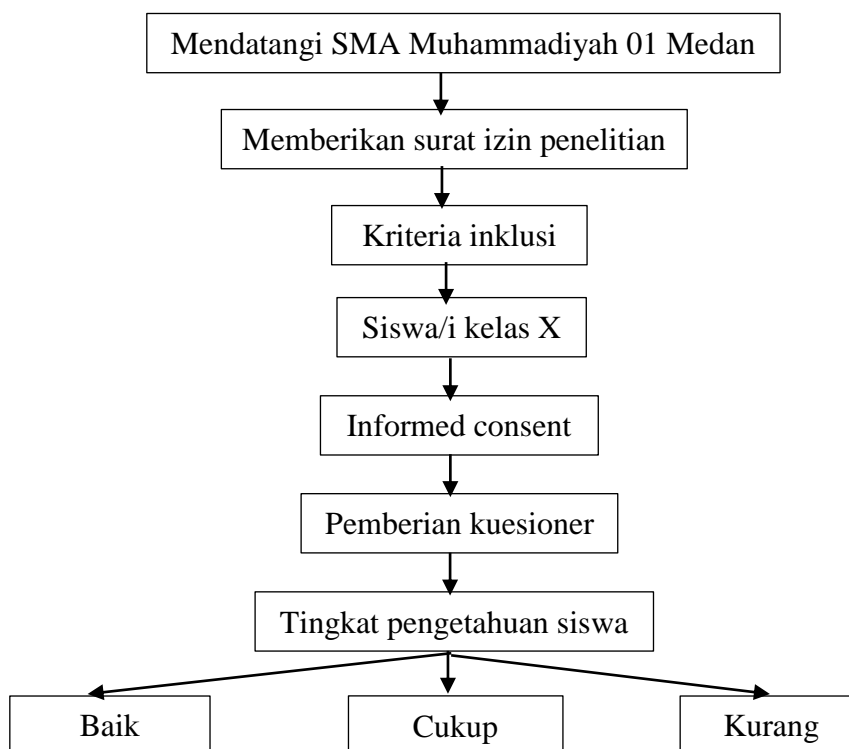 Mendatangi SMA Muhammadiyah 01 Medan
Memberikan surat izin penelitian
Kriteria inklusi
Siswa/i kelas X
Informed consent
Pemberian kuesioner
Tingkat pengetahuan siswa
Baik
Cukup
Kurang